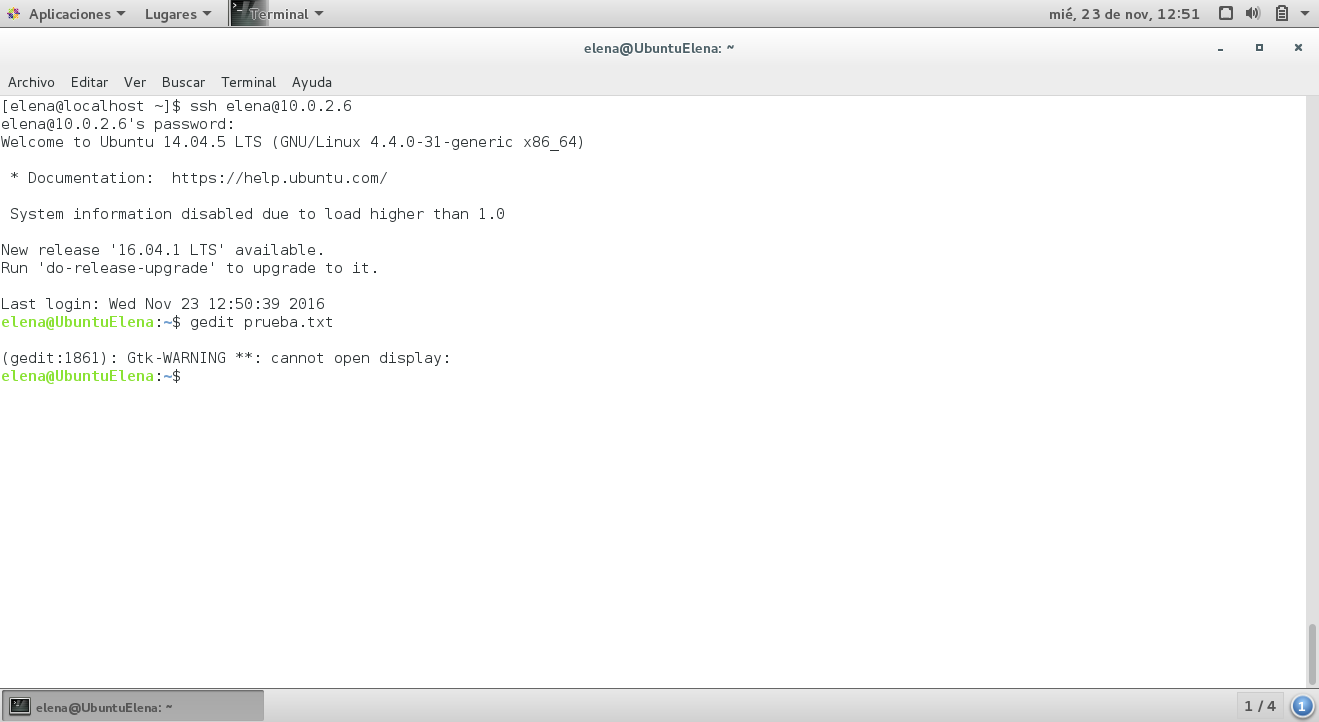 Aplicaciones Lugares Terminal mié, 23 de nov, 12:51
elena@UbuntuElena: ~
Archivo Editar Ver Buscar Terminal Ayuda
[elena@localhost ~]$ ssh elena@10.0.2.6
elena@10.0.2.6's password:
Welcome to Ubuntu 14.04.5 LTS (GNU/Linux 4.4.0-31-generic x86_64)
* Documentation:  https://help.ubuntu.com/
System information disabled due to load higher than 1.0
New release '16.04.1 LTS' available.
Run 'do-release-upgrade' to upgrade to it.
Last login: Wed Nov 23 12:50:39 2016
elena@UbuntuElena:~$ gedit prueba.txt
(gedit:1861): Gtk-WARNING **: cannot open display:
elena@UbuntuElena:~$
elena@UbuntuElena: ~ 1 / 4 1